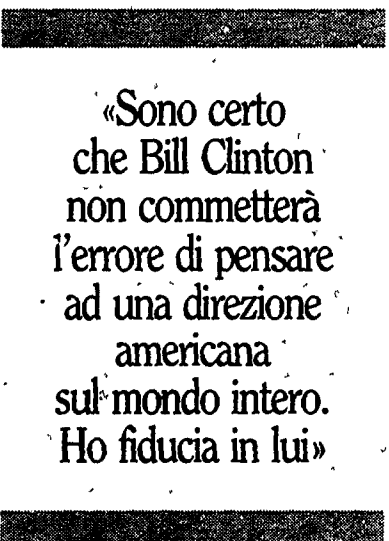 «Sono certo
che Bill Clinton
non commetterà
l'errore di pensare
ad una direzione
americana
sul mondo intero.
Ho fiducia in lui»